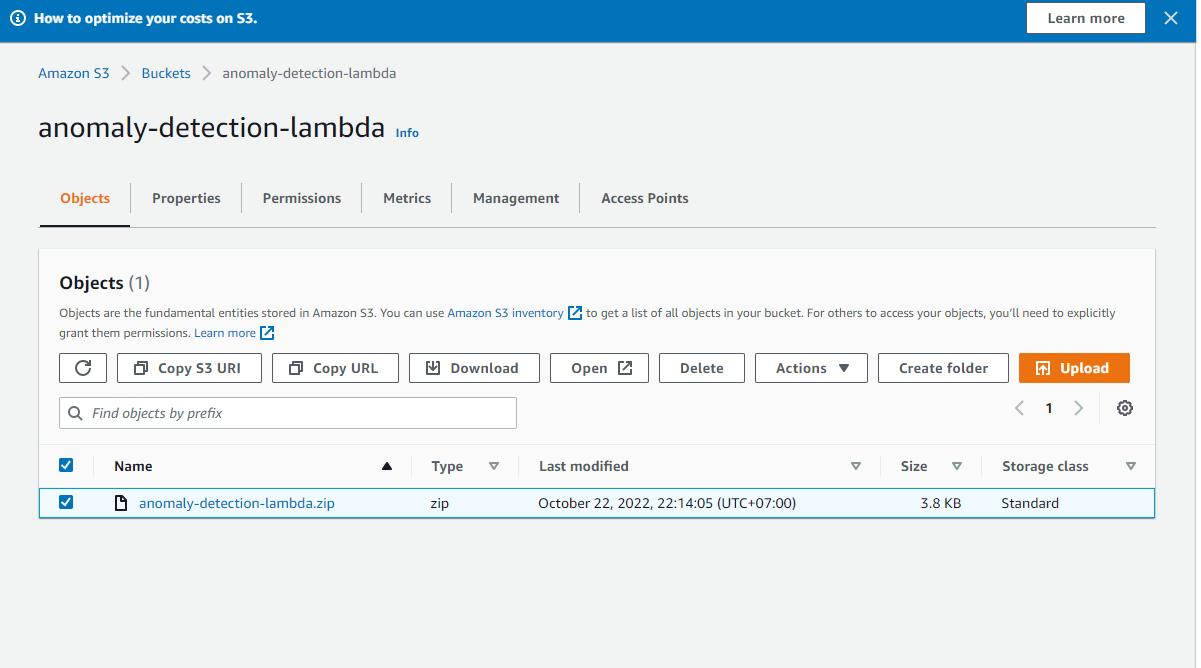 How to optimize your costs on S3.
Learn more
Amazon S3 Buckets anomaly-detection-lambda
anomaly-detection-lambda Info
Objects Properties Permissions Metrics Management Access Points
Objects (1)
Objects are the fundamental entities stored in Amazon S3. You can use Amazon S3 inventory to get a list of all objects in your bucket. For others to access your objects, you'll need to explicitly
grant them permissions. Learn more
Copy S3 URI Copy URL Download Open Delete Actions Create folder Upload
Find objects by prefix
1
Name Type Last modified Size Storage class
anomaly-detection-lambda.zip zip October 22, 2022, 22:14:05 (UTC+07:00) 3.8 KB Standard